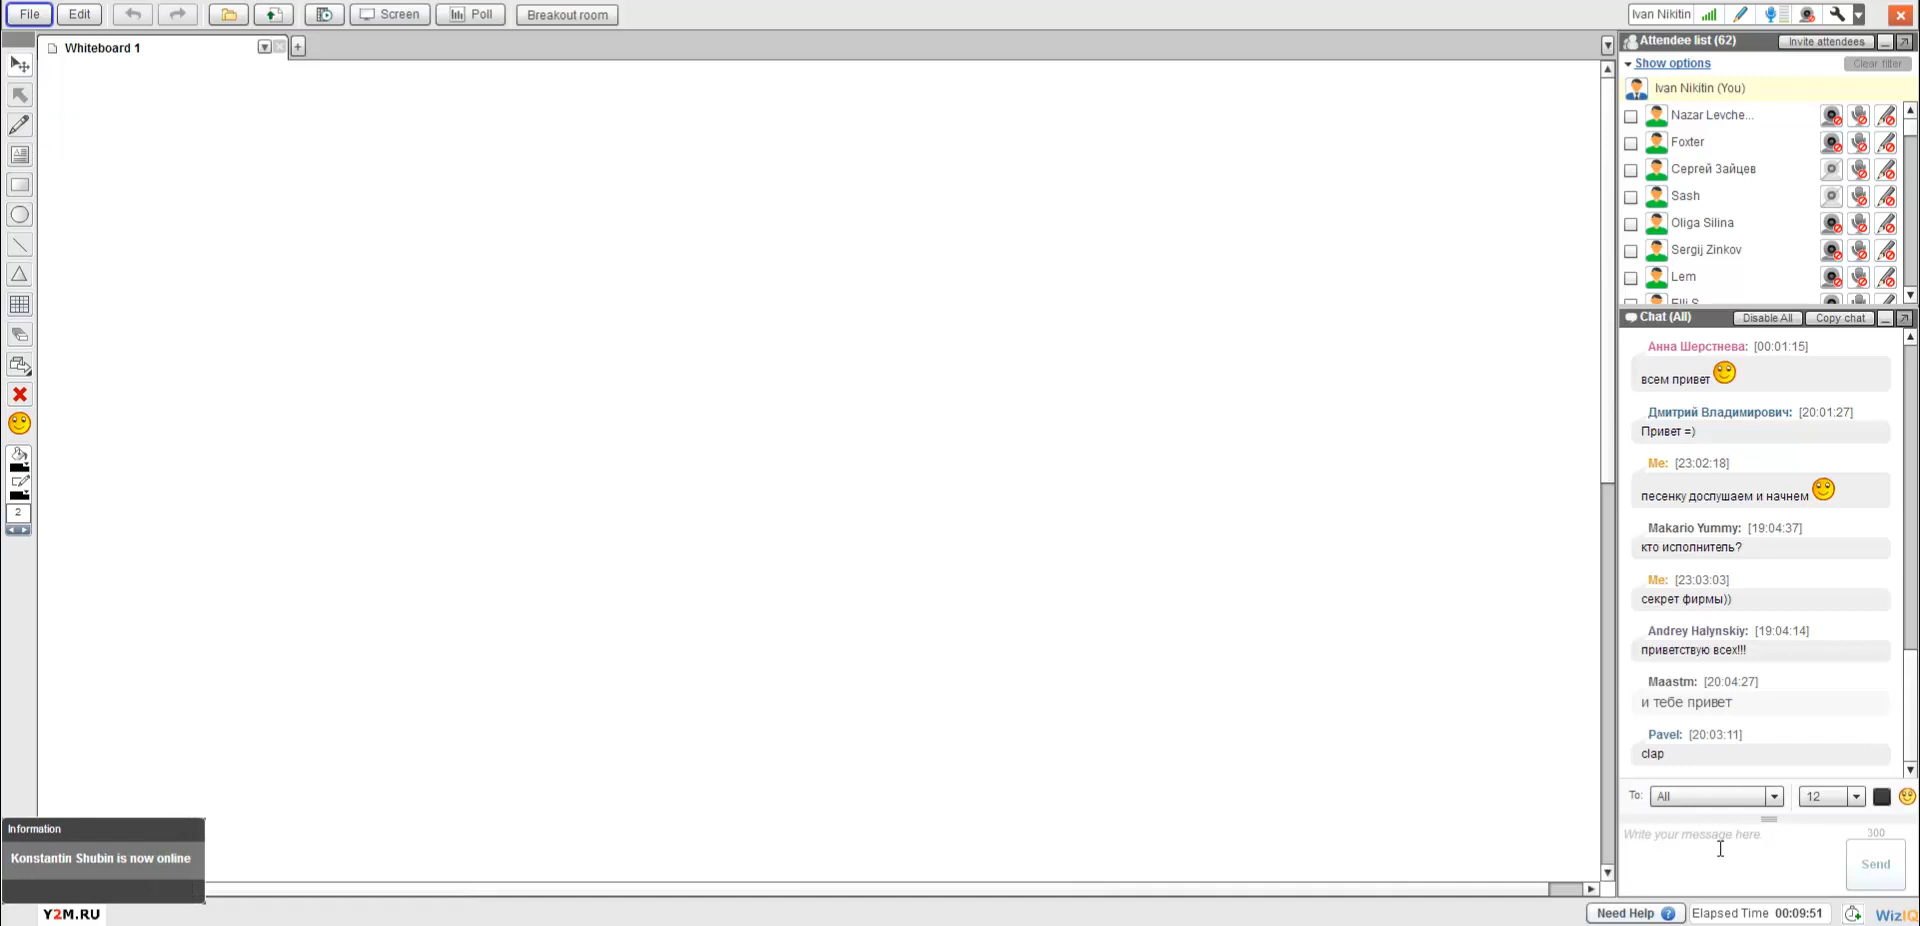 File Edit Screen Poll Breakout room Ivan Nikitin
Whiteboard 1
Attendee list (62) Invite attendees
Show options Clear filter
Ivan Nikitin (You)
Nazar Levche...
Foxter
Сергей Зайцев
Sash
Oliga Silina
Sergij Zinkov
Lem
Elli S
Chat (All) Disable All Copy chat
Анна Шерстнева: [00:01:15]
всем привет
Дмитрий Владимирович: [20:01:27]
Привет =)
Me: [23:02:18]
песенку дослушаем и начнем
Makario Yummy: [19:04:37]
кто исполнитель?
Me: [23:03:03]
секрет фирмы))
Andrey Halynskiy: [19:04:14]
приветствую всех!!!
Maastm: [20:04:27]
и тебе привет
Pavel: [20:03:11]
clap
To: All 12
Write your message here. 300
Send
2
Information
Konstantin Shubin is now online
Y2M.RU
Need Help ? Elapsed Time 00:09:51 WizIQ